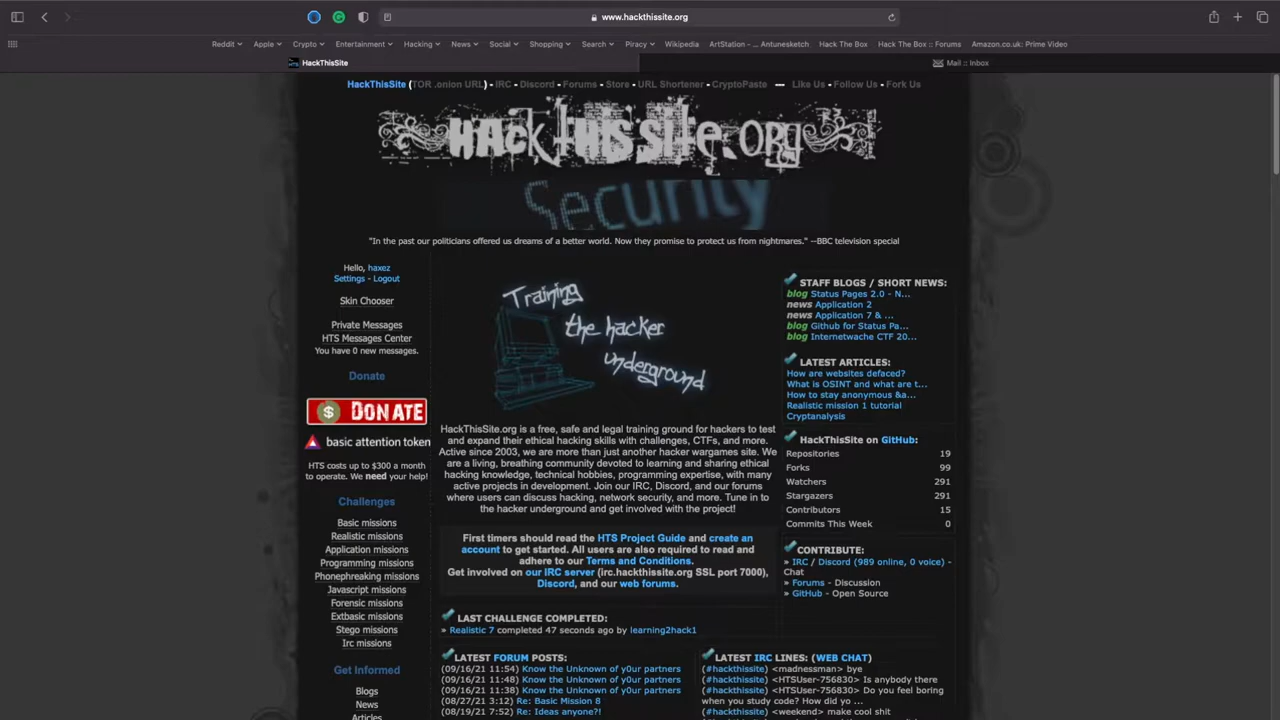 www.hackthissite.org
Reddit Apple Crypto Entertainment Hacking News Social Shopping Search Piracy Wikipedia ArtStation - ... Antunesketch Hack The Box Hack The Box :: Forums Amazon.co.uk: Prime Video
HackThisSite
Mail :: Inbox
HackThisSite (TOR .onion URL) - IRC - Discord - Forums - Store - URL Shortener - CryptoPaste --- Like Us - Follow Us - Fork Us
HACk THIS SiTe.ORg
Security
"In the past our politicians offered us dreams of a better world. Now they promise to protect us from nightmares." --BBC television special
Hello, haxez
Settings - Logout
Skin Chooser
Private Messages
HTS Messages Center
You have 0 new messages.
Donate
$ DONATE
basic attention token
HTS costs up to $300 a month
to operate. We need your help!
Challenges
Basic missions
Realistic missions
Application missions
Programming missions
Phonephreaking missions
Javascript missions
Forensic missions
Extbasic missions
Stego missions
Irc missions
Get Informed
Blogs
News
Articles
Training
the hacker
underground
HackThisSite.org is a free, safe and legal training ground for hackers to test
and expand their ethical hacking skills with challenges, CTFs, and more.
Active since 2003, we are more than just another hacker wargames site. We
are a living, breathing community devoted to learning and sharing ethical
hacking knowledge, technical hobbies, programming expertise, with many
active projects in development. Join our IRC, Discord, and our forums
where users can discuss hacking, network security, and more. Tune in to
the hacker underground and get involved with the project!
First timers should read the HTS Project Guide and create an
account to get started. All users are also required to read and
adhere to our Terms and Conditions.
Get involved on our IRC server (irc.hackthissite.org SSL port 7000),
Discord, and our web forums.
LAST CHALLENGE COMPLETED:
» Realistic 7 completed 47 seconds ago by learning2hack1
LATEST FORUM POSTS:
(09/16/21 11:54) Know the Unknown of y0ur partners
(09/16/21 11:48) Know the Unknown of y0ur partners
(09/16/21 11:38) Know the Unknown of y0ur partners
(08/27/21 3:12) Re: Basic Mission 8
(08/19/21 7:52) Re: Ideas anyone?!
LATEST IRC LINES: (WEB CHAT)
(#hackthissite) <madnessman> bye
(#hackthissite) <HTSUser-756830> Is anybody there
(#hackthissite) <HTSUser-756830> Do you feel boring
when you study code? How did yo ...
(#hackthissite) <weekend> make cool shit
STAFF BLOGS / SHORT NEWS:
blog Status Pages 2.0 - N...
news Application 2
news Application 7 & ...
blog Github for Status Pa...
blog Internetwache CTF 20...
LATEST ARTICLES:
How are websites defaced?
What is OSINT and what are t...
How to stay anonymous &a...
Realistic mission 1 tutorial
Cryptanalysis
HackThisSite on GitHub:
Repositories 19
Forks 99
Watchers 291
Stargazers 291
Contributors 15
Commits This Week 0
CONTRIBUTE:
» IRC / Discord (989 online, 0 voice) -
Chat
» Forums - Discussion
» GitHub - Open Source